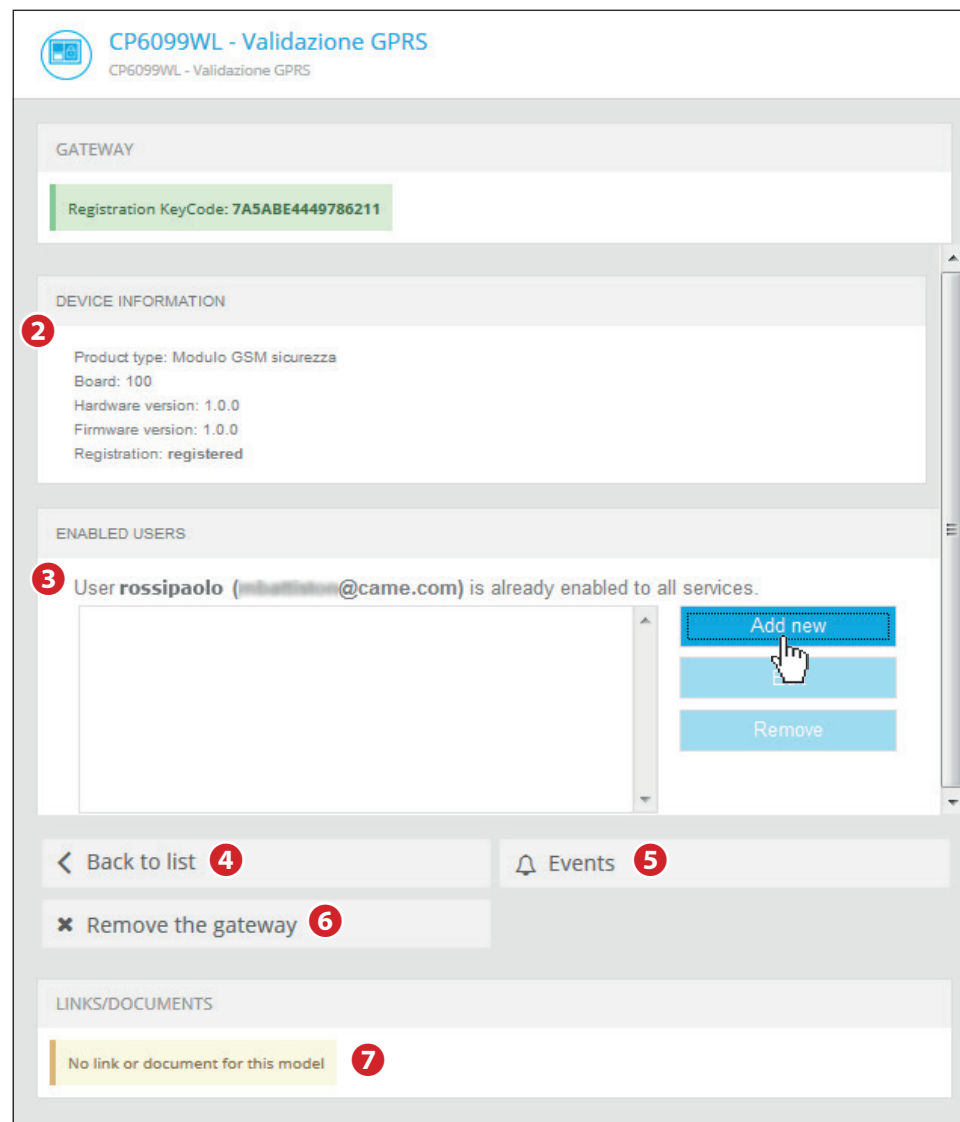 CP6099WL - Validazione GPRS
CP6099WL - Validazione GPRS
GATEWAY
Registration KeyCode: 7A5ABE4449786211
DEVICE INFORMATION
2
Product type: Modulo GSM sicurezza
Board: 100
Hardware version: 1.0.0
Firmware version: 1.0.0
Registration: registered
ENABLED USERS
3
User rossipaolo (@came.com) is already enabled to all services.
Add new
Remove
Back to list 4
Events 5
Remove the gateway 6
LINKS/DOCUMENTS
No link or document for this model 7